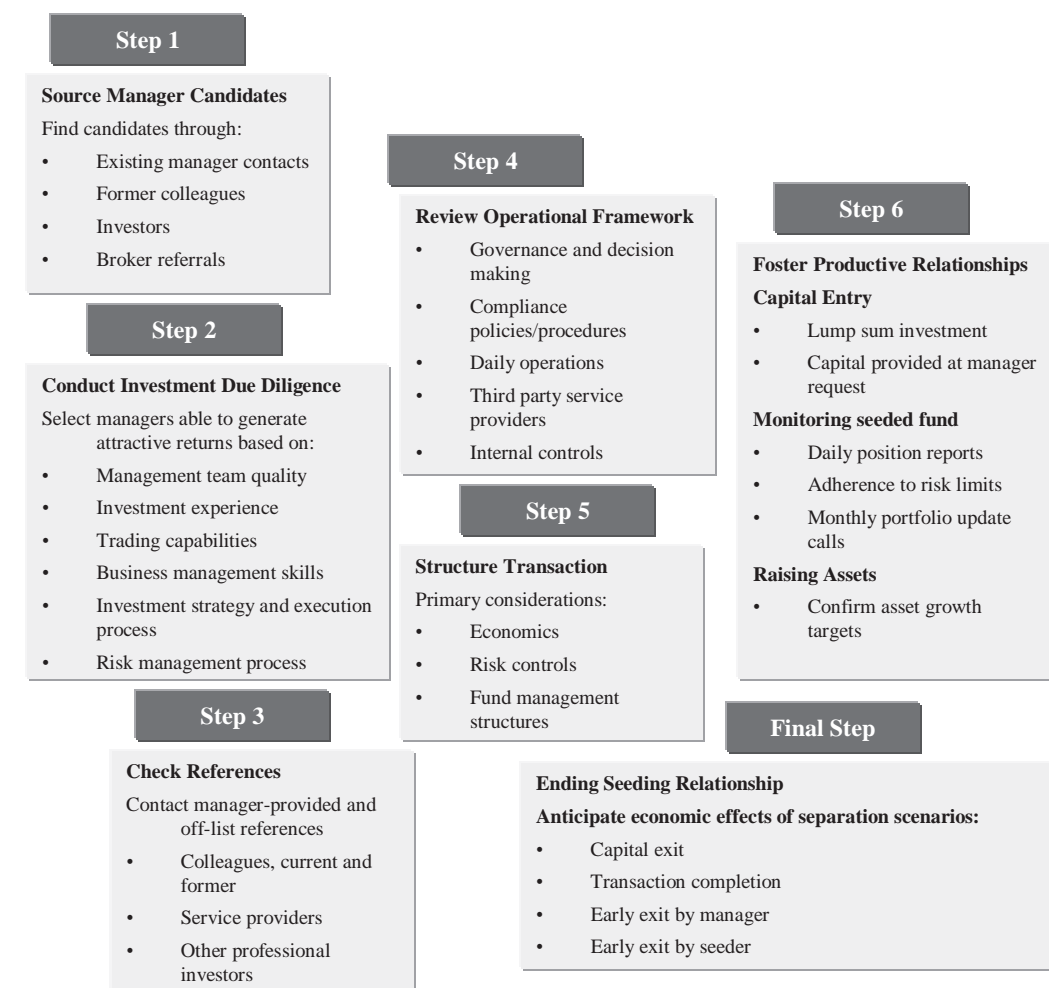 Step 1
Source Manager Candidates
Find candidates through:
• Existing manager contacts
• Former colleagues
• Investors
• Broker referrals
Step 2
Conduct Investment Due Diligence
Select managers able to generate
attractive returns based on:
• Management team quality
• Investment experience
• Trading capabilities
• Business management skills
• Investment strategy and execution
process
• Risk management process
Step 3
Check References
Contact manager-provided and
off-list references
• Colleagues, current and
former
• Service providers
• Other professional
investors
Step 4
Review Operational Framework
• Governance and decision
making
• Compliance
policies/procedures
• Daily operations
• Third party service
providers
• Internal controls
Step 5
Structure Transaction
Primary considerations:
• Economics
• Risk controls
• Fund management
structures
Step 6
Foster Productive Relationships
Capital Entry
• Lump sum investment
• Capital provided at manager
request
Monitoring seeded fund
• Daily position reports
• Adherence to risk limits
• Monthly portfolio update
calls
Raising Assets
• Confirm asset growth
targets
Final Step
Ending Seeding Relationship
Anticipate economic effects of separation scenarios:
• Capital exit
• Transaction completion
• Early exit by manager
• Early exit by seeder